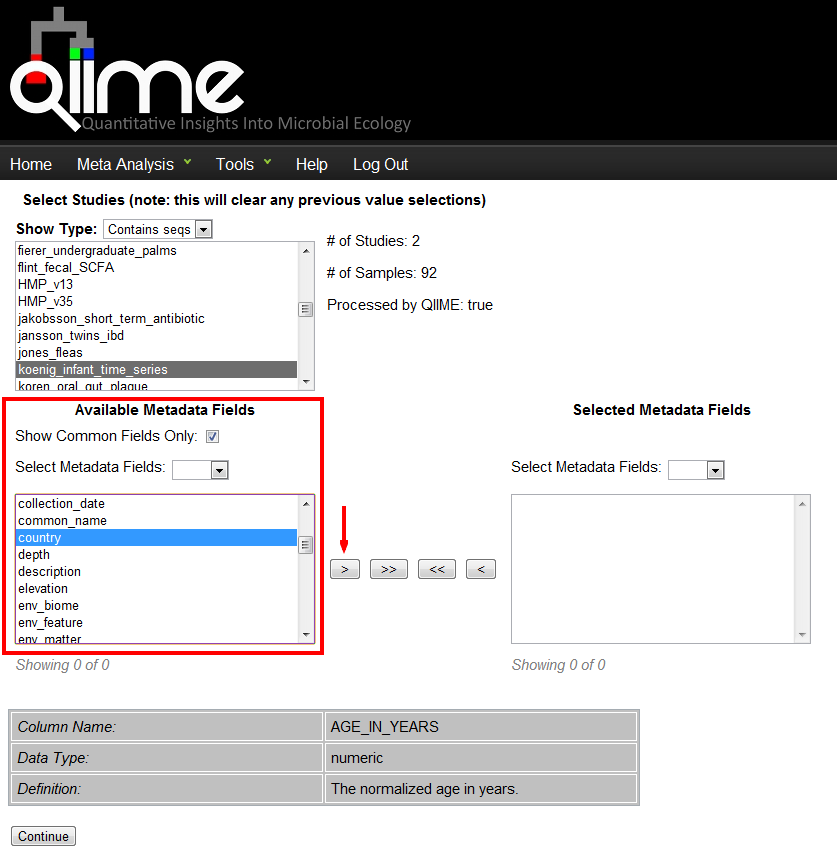 QIIME
Quantitative Insights Into Microbial Ecology
Home Meta Analysis Tools Help Log Out
Select Studies (note: this will clear any previous value selections)
Show Type: Contains seqs
fierer_undergraduate_palms
flint_fecal_SCFA
HMP_v13
HMP_v35
jakobsson_short_term_antibiotic
jansson_twins_ibd
jones_fleas
koenig_infant_time_series
koren_oral_gut_plaque
# of Studies: 2
# of Samples: 92
Processed by QIIME: true
Available Metadata Fields
Show Common Fields Only:
Select Metadata Fields:
collection_date
common_name
country
depth
description
elevation
env_biome
env_feature
env_matter
Showing 0 of 0
> >> << <
Selected Metadata Fields
Select Metadata Fields:
Showing 0 of 0
Column Name: AGE_IN_YEARS
Data Type: numeric
Definition: The normalized age in years.
Continue